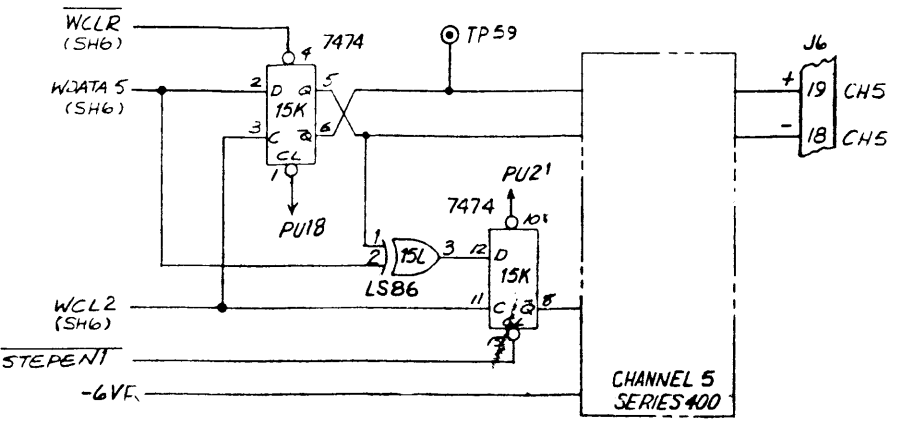 WCLR
(SH6)
4
7474
TP59
J6
WDATA 5
(SH6)
2
D
Q
5
+
19
CH5
15K
3
C
Q
6
-
18
CH5
CL
1
PU18
PU21
7474
10
1
2
15L
3
12
D
15K
LS86
WCL2
(SH6)
11
C
Q
8
STEPEN1
-6VF
CHANNEL 5
SERIES 400